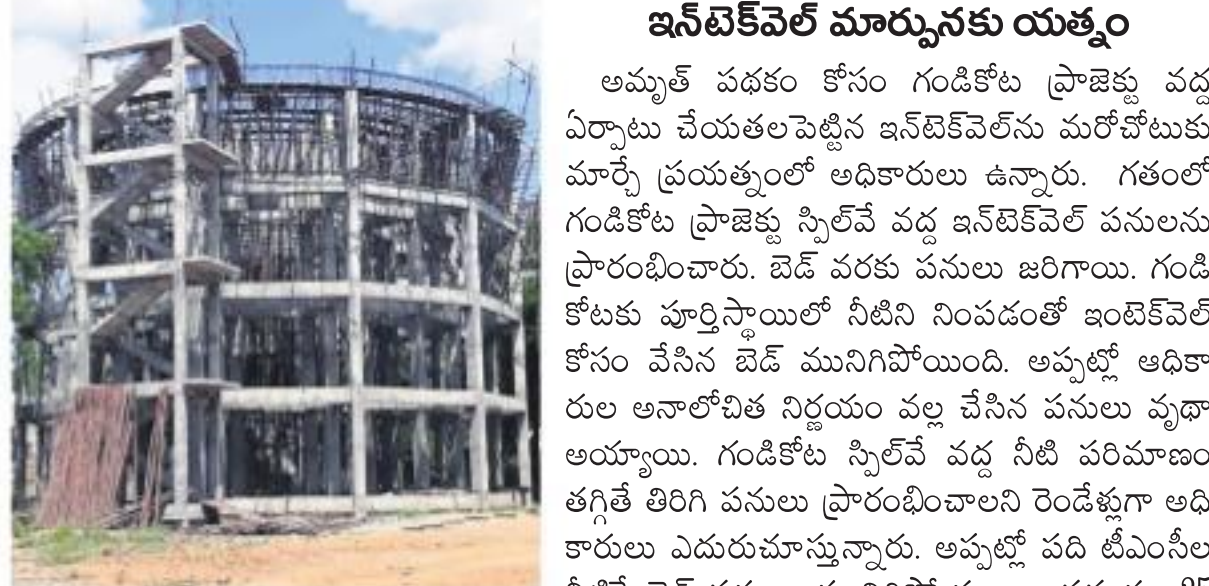 ఇన్‌టెక్‌వెల్ మార్పునకు యత్నం
అమృత్ పథకం కోసం గండికోట ప్రాజెక్టు వద్ద
ఏర్పాటు చేయతలపెట్టిన ఇన్‌టెక్‌వెల్‌ను మరోచోటుకు
మార్చే ప్రయత్నంలో అధికారులు ఉన్నారు. గతంలో
గండికోట ప్రాజెక్టు స్పిల్‌వే వద్ద ఇన్‌టెక్‌వెల్ పనులను
ప్రారంభించారు. బెడ్ వరకు పనులు జరిగాయి. గండి
కోటకు పూర్తిస్థాయిలో నీటిని నింపడంతో ఇంటెక్‌వెల్
కోసం వేసిన బెడ్ మునిగిపోయింది. అప్పట్లో ఆధికా
రుల అనాలోచిత నిర్ణయం వల్ల చేసిన పనులు వృథా
అయ్యాయి. గండికోట స్పిల్‌వే వద్ద నీటి పరిమాణం
తగ్గితే తిరిగి పనులు ప్రారంభించాలని రెండేళ్లుగా అధి
కారులు ఎదురుచూస్తున్నారు. అప్పట్లో పది టీఎంసీల